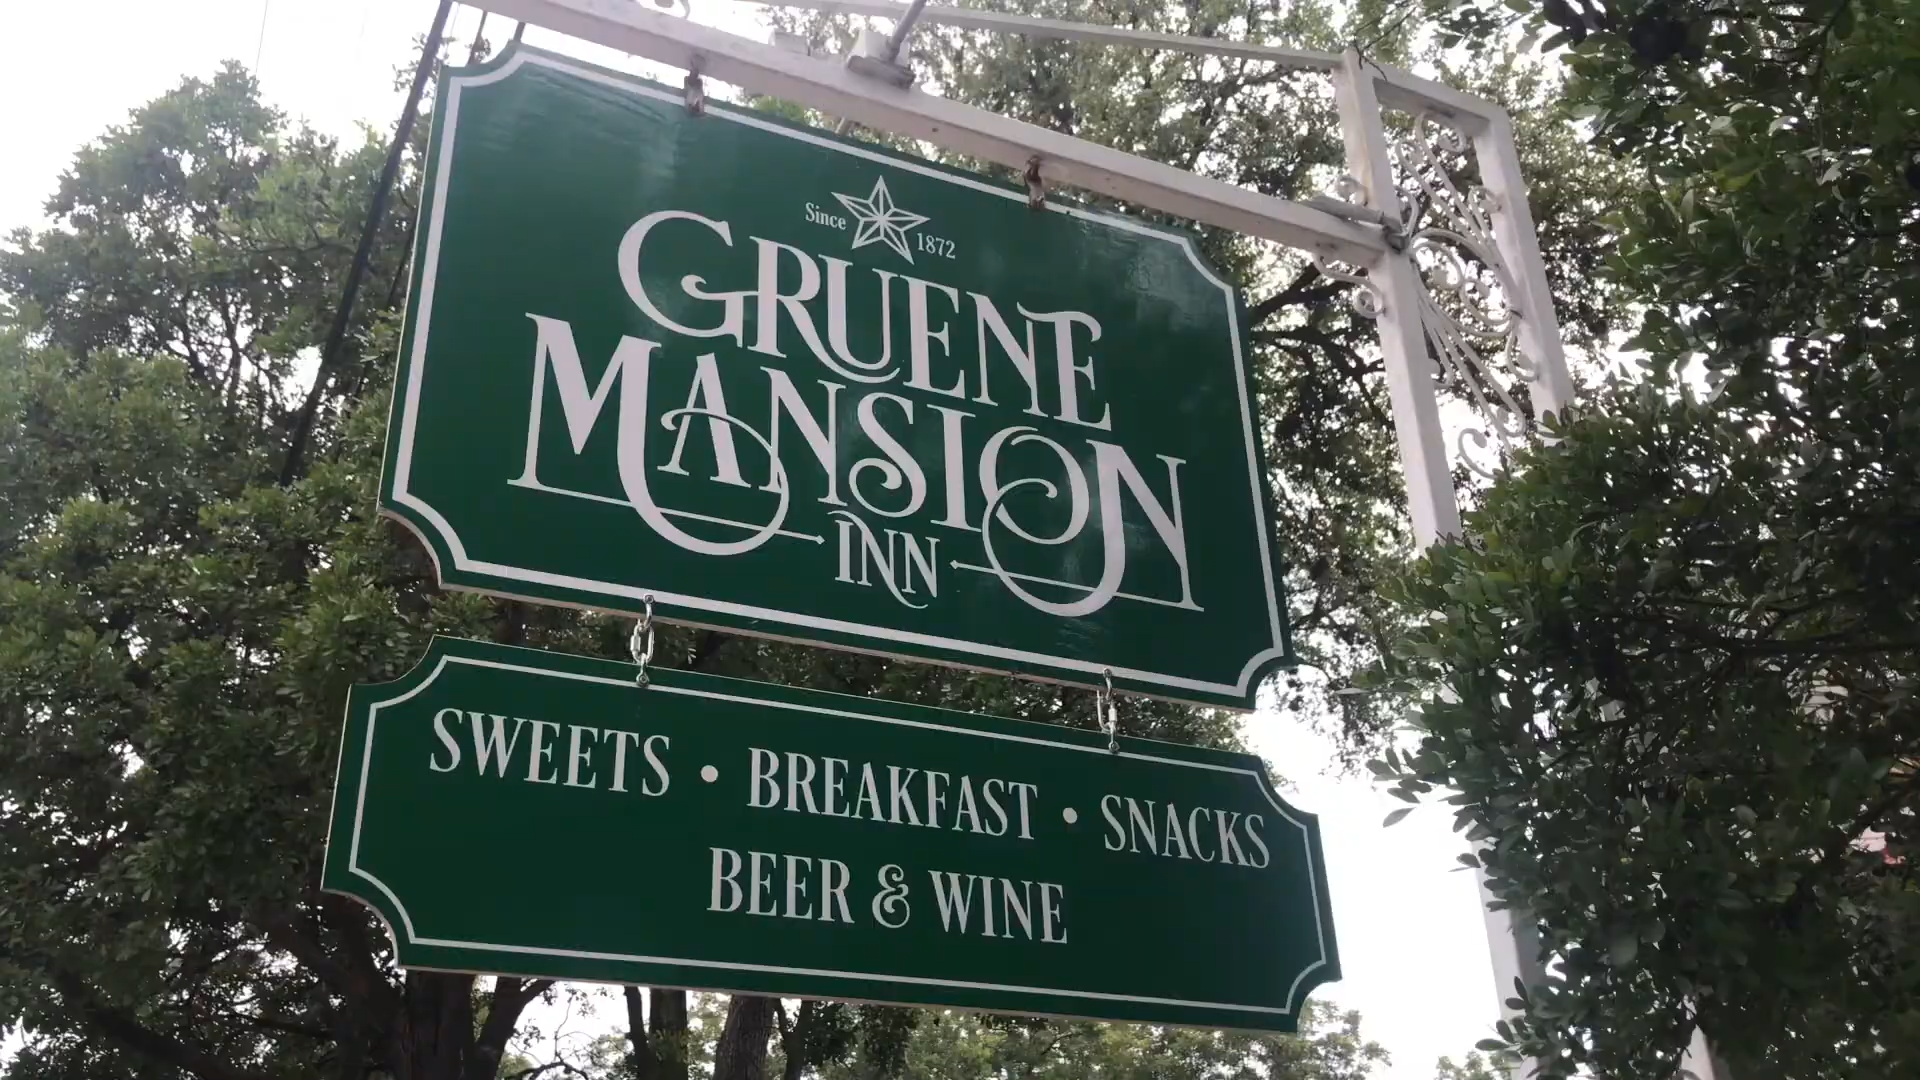 Since 1872
GRUENE
MANSION
INN
SWEETS • BREAKFAST • SNACKS
BEER & WINE